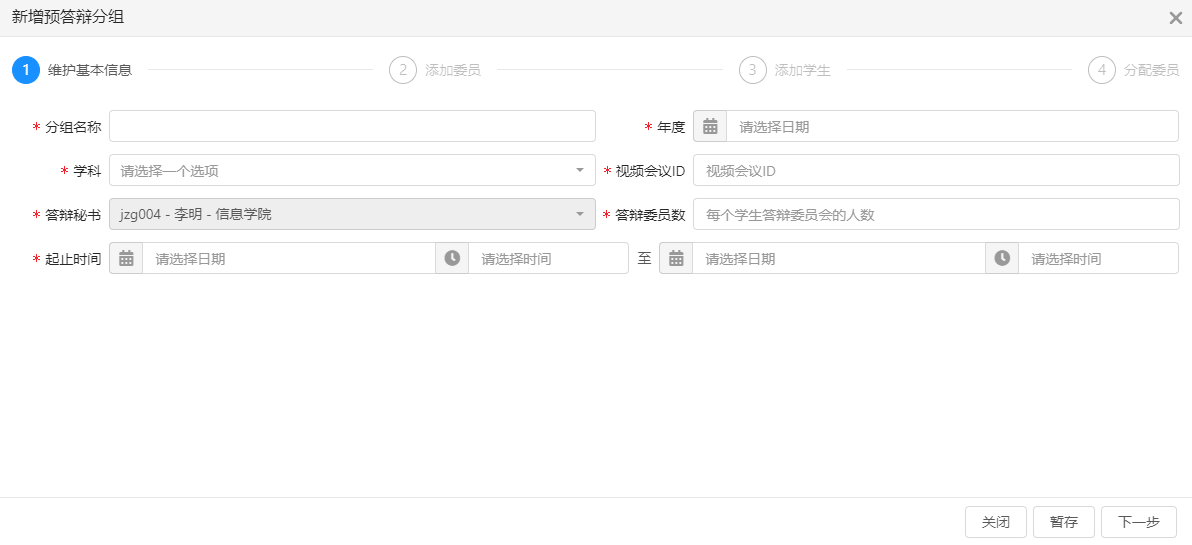 新增预答辩分组
1 维护基本信息 2 添加委员 3 添加学生 4 分配委员
* 分组名称 * 年度 请选择日期
* 学科 请选择一个选项 * 视频会议ID 视频会议ID
* 答辩秘书 jzg004 - 李明 - 信息学院 * 答辩委员数 每个学生答辩委员会的人数
* 起止时间 请选择日期 请选择时间 至 请选择日期 请选择时间
关闭 暂存 下一步